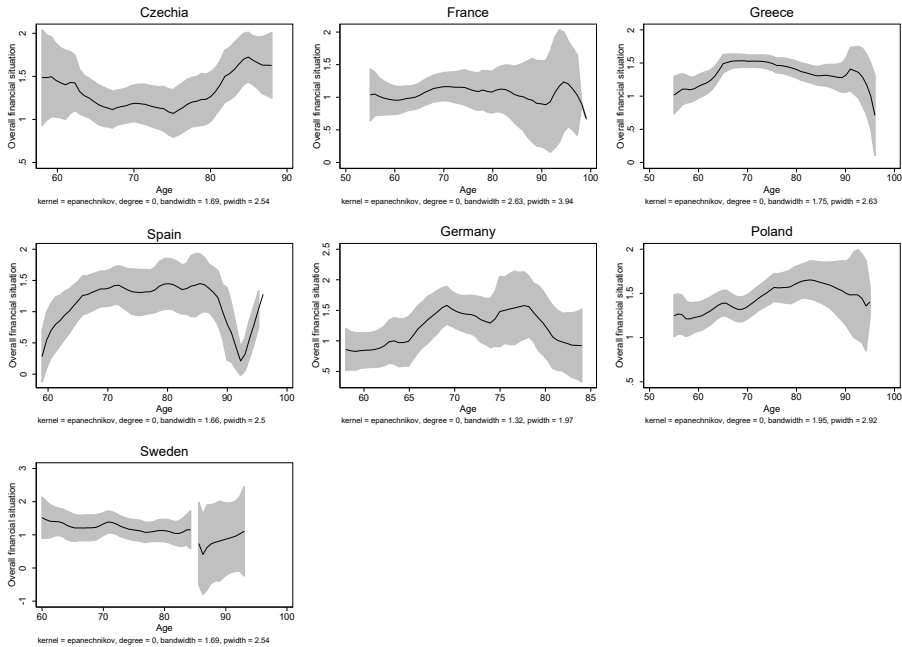 Czechia
Overall financial situation
2
1.5
1
.5
60
70
80
90
Age
kernel = epanechnikov, degree = 0, bandwidth = 1.69, pwidth = 2.54
France
Overall financial situation
2
1.5
1
.5
0
50
60
70
80
90
100
Age
kernel = epanechnikov, degree = 0, bandwidth = 2.63, pwidth = 3.94
Greece
Overall financial situation
2
1.5
1
.5
0
50
60
70
80
90
100
Age
kernel = epanechnikov, degree = 0, bandwidth = 1.75, pwidth = 2.63
Spain
Overall financial situation
2
1.5
1
.5
0
60
70
80
90
100
Age
kernel = epanechnikov, degree = 0, bandwidth = 1.66, pwidth = 2.5
Germany
Overall financial situation
2.5
2
1.5
1
.5
60
65
70
75
80
85
Age
kernel = epanechnikov, degree = 0, bandwidth = 1.32, pwidth = 1.97
Poland
Overall financial situation
2
1.5
1
.5
50
60
70
80
90
100
Age
kernel = epanechnikov, degree = 0, bandwidth = 1.95, pwidth = 2.92
Sweden
Overall financial situation
3
2
1
0
-1
60
70
80
90
100
Age
kernel = epanechnikov, degree = 0, bandwidth = 1.69, pwidth = 2.54